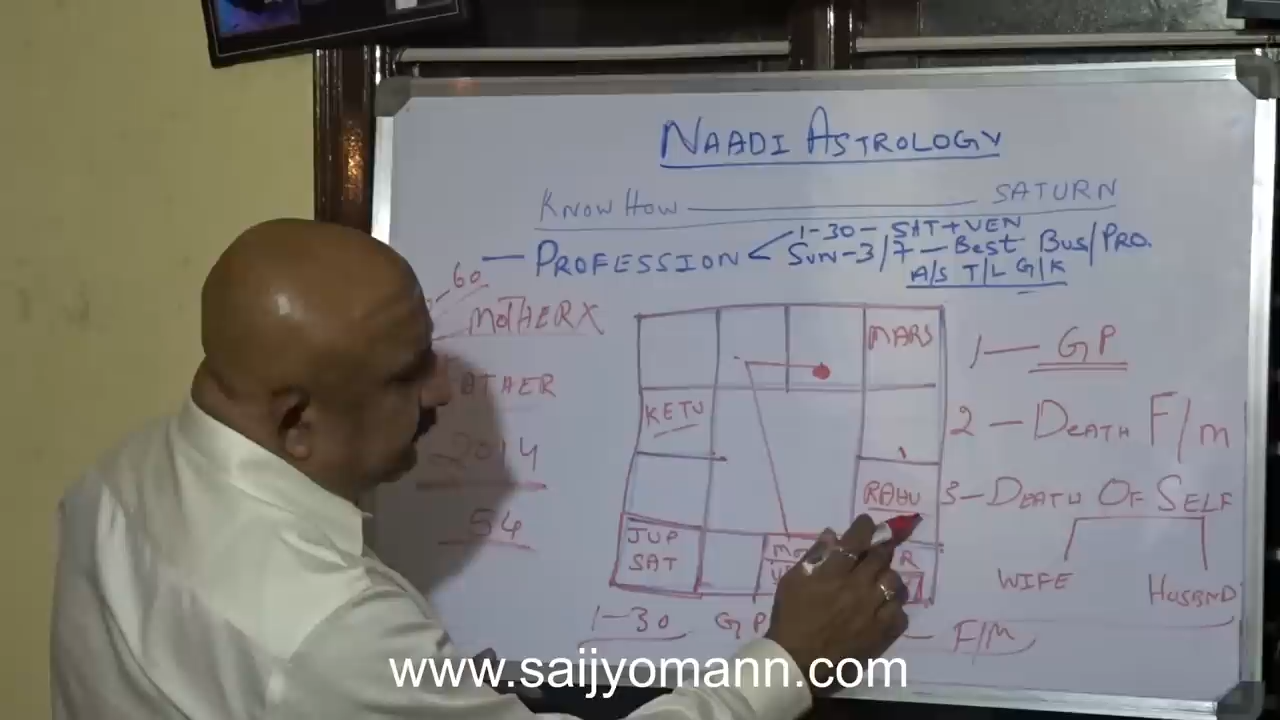 NAADI ASTROLOGY
KNOW HOW SATURN
1-30- SAT+VEN
PROFESSION SUN-3/7-BEST BUS/PRO.
A/S T/L G/K
60
MOTHER X
OTHER
2014
54
MARS
KETU
RAHU
JUP
SAT
1-30 GP F/M
1- GP
2 - DEATH F/M
3-DEATH OF SELF
WIFE HUSBND
www.saijyomann.com